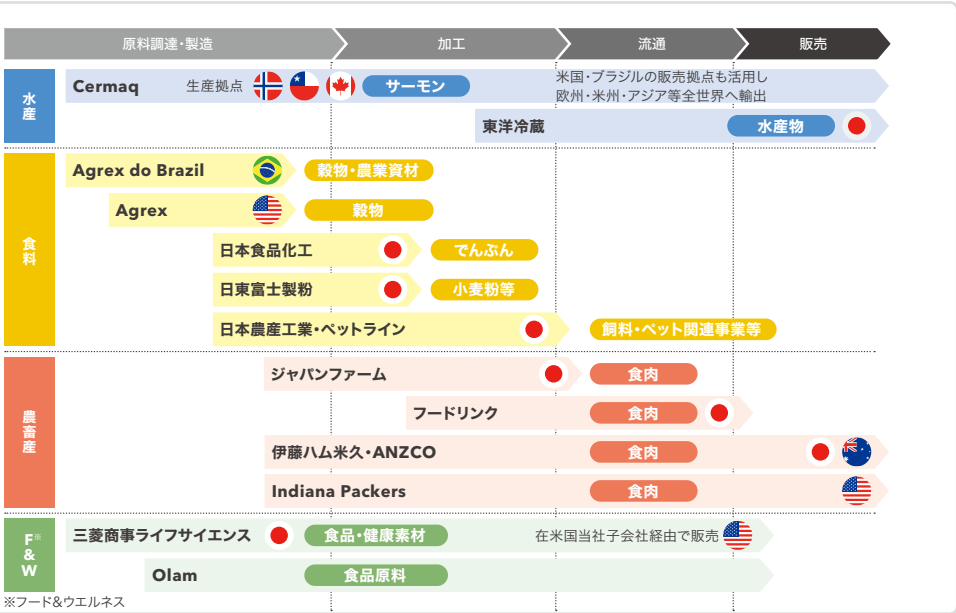 原料調達・製造
加工
流通
販売
水産
Cermaq
生産拠点
サーモン
米国・ブラジルの販売拠点も活用し
欧州・米州・アジア等全世界へ輸出
東洋冷蔵
水産物
食料
Agrex do Brazil
穀物・農業資材
Agrex
穀物
日本食品化工
でんぷん
日東富士製粉
小麦粉等
日本農産工業・ペットライン
飼料・ペット関連事業等
農畜産
ジャパンファーム
食肉
フードリンク
食肉
伊藤ハム米久・ANZCO
食肉
Indiana Packers
食肉
F※
&
W
三菱商事ライフサイエンス
食品・健康素材
在米国当社子会社経由で販売
Olam
食品原料
※フード&ウエルネス